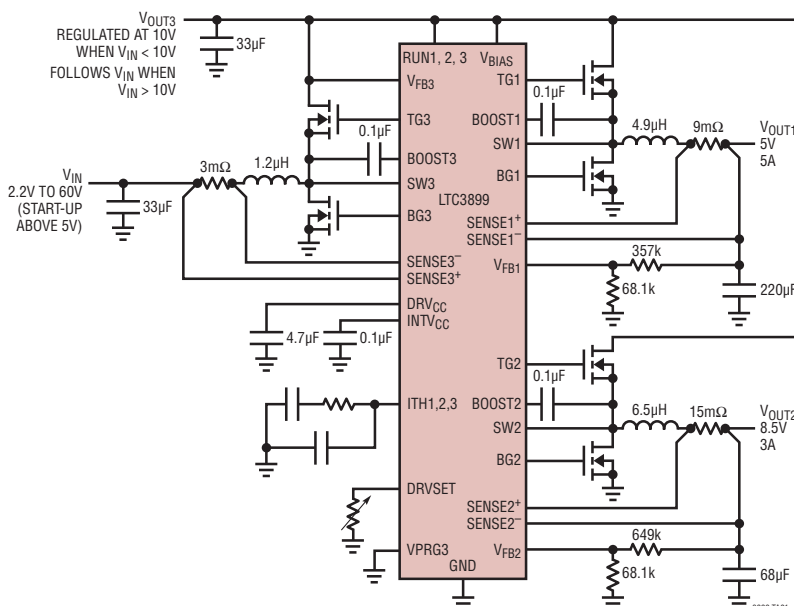 VOUT3
REGULATED AT 10V
WHEN VIN < 10V
FOLLOWS VIN WHEN
VIN > 10V
33µF
VIN
2.2V TO 60V
(START-UP
ABOVE 5V)
33µF
3mΩ
1.2µH
0.1µF
4.7µF
0.1µF
RUN1, 2, 3
VBIAS
VFB3
TG3
BOOST3
SW3
LTC3899
BG3
SENSE3–
SENSE3+
DRVCC
INTVCC
ITH1,2,3
DRVSET
VPRG3
GND
TG1
BOOST1
SW1
BG1
SENSE1+
SENSE1–
VFB1
TG2
BOOST2
SW2
BG2
SENSE2+
SENSE2–
VFB2
0.1µF
4.9µH
9mΩ
VOUT1
5V
5A
357k
68.1k
220µF
0.1µF
6.5µH
15mΩ
VOUT2
8.5V
3A
649k
68.1k
68µF